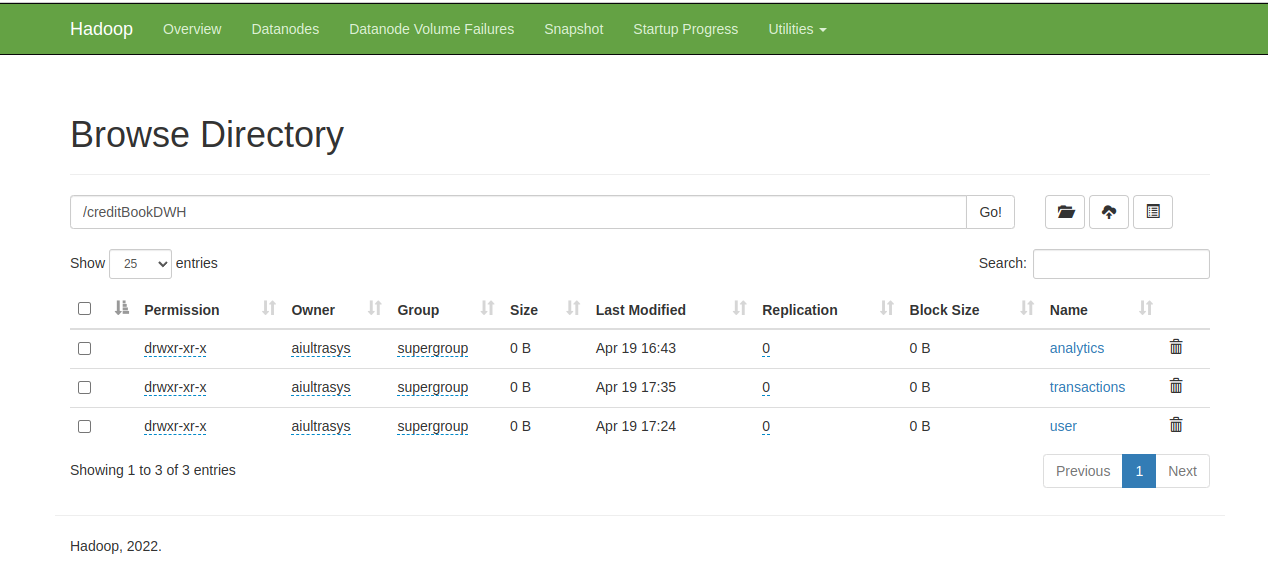 Hadoop Overview Datanodes Datanode Volume Failures Snapshot Startup Progress Utilities
Browse Directory
/creditBookDWH Go!
Show 25 entries Search:
Permission Owner Group Size Last Modified Replication Block Size Name
drwxr-xr-x aiultrasys supergroup 0 B Apr 19 16:43 0 0 B analytics
drwxr-xr-x aiultrasys supergroup 0 B Apr 19 17:35 0 0 B transactions
drwxr-xr-x aiultrasys supergroup 0 B Apr 19 17:24 0 0 B user
Showing 1 to 3 of 3 entries Previous 1 Next
Hadoop, 2022.